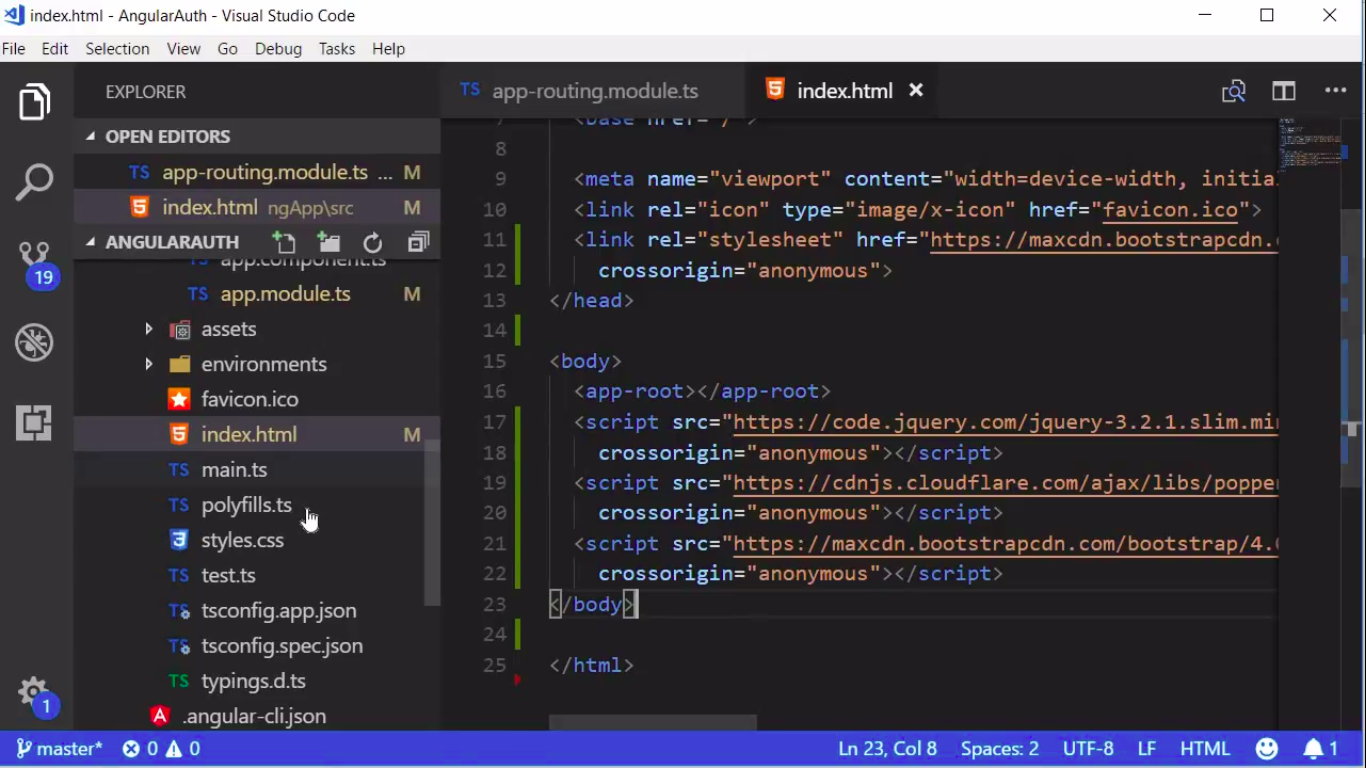 index.html - AngularAuth - Visual Studio Code
File Edit Selection View Go Debug Tasks Help
EXPLORER
OPEN EDITORS
TS app-routing.module.ts ... M
index.html ngApp\src M
ANGULARAUTH
TS app.component.ts
TS app.module.ts M
assets
environments
favicon.ico
index.html M
TS main.ts
TS polyfills.ts
styles.css
TS test.ts
TS tsconfig.app.json
TS tsconfig.spec.json
TS typings.d.ts
.angular-cli.json
19
1
TS app-routing.module.ts
index.html
7 <base href="/">
8
9 <meta name="viewport" content="width=device-width, initia
10 <link rel="icon" type="image/x-icon" href="favicon.ico">
11 <link rel="stylesheet" href="https://maxcdn.bootstrapcdn.
12 crossorigin="anonymous">
13 </head>
14
15 <body>
16 <app-root></app-root>
17 <script src="https://code.jquery.com/jquery-3.2.1.slim.mi
18 crossorigin="anonymous"></script>
19 <script src="https://cdnjs.cloudflare.com/ajax/libs/poppe
20 crossorigin="anonymous"></script>
21 <script src="https://maxcdn.bootstrapcdn.com/bootstrap/4.
22 crossorigin="anonymous"></script>
23 </body>
24
25 </html>
master* 0 0 Ln 23, Col 8 Spaces: 2 UTF-8 LF HTML 1